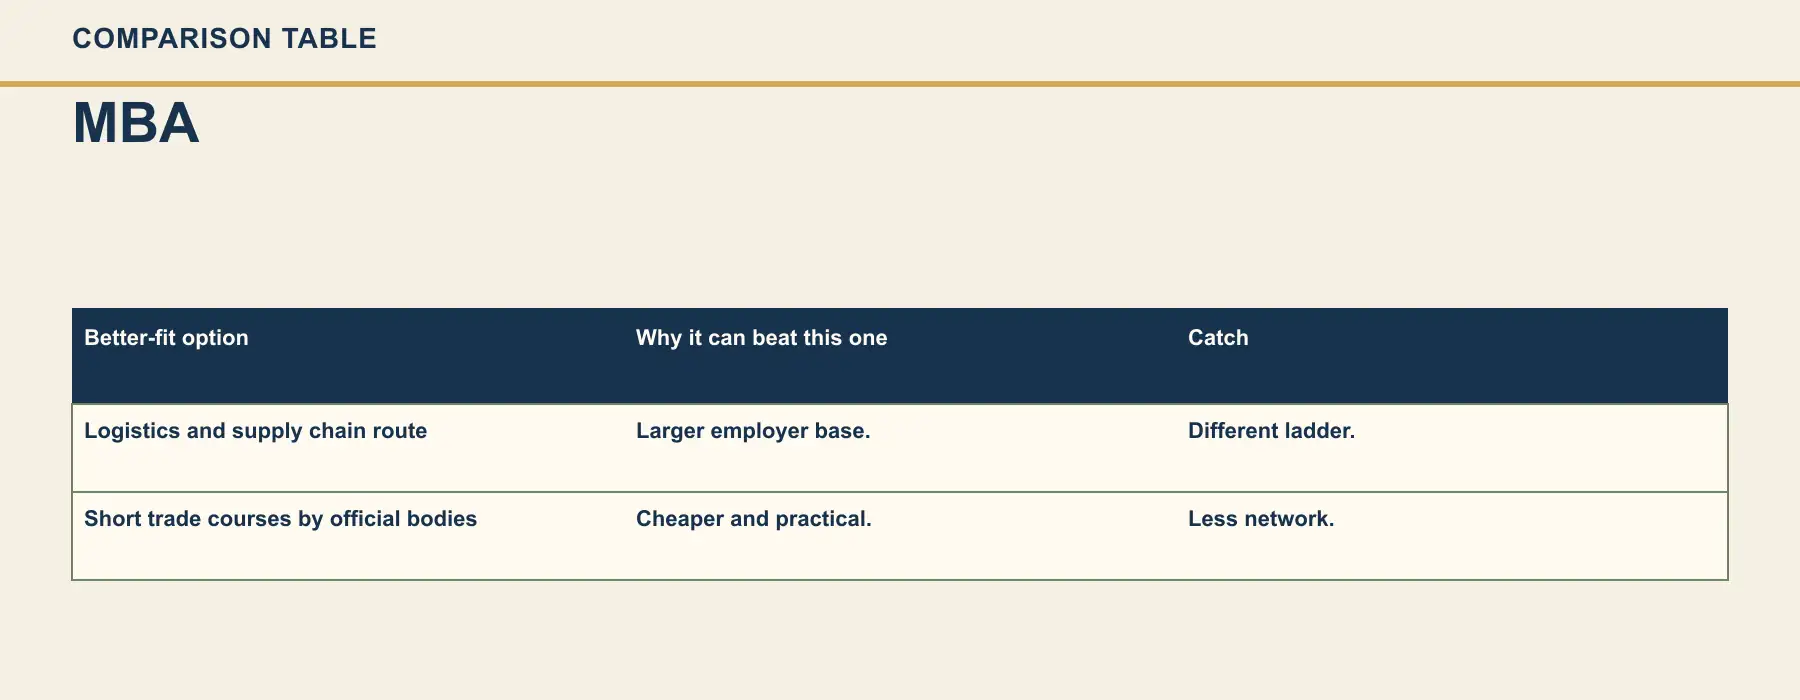 COMPARISON TABLE
MBA
Better-fit option Why it can beat this one Catch
Logistics and supply chain route Larger employer base. Different ladder.
Short trade courses by official bodies Cheaper and practical. Less network.